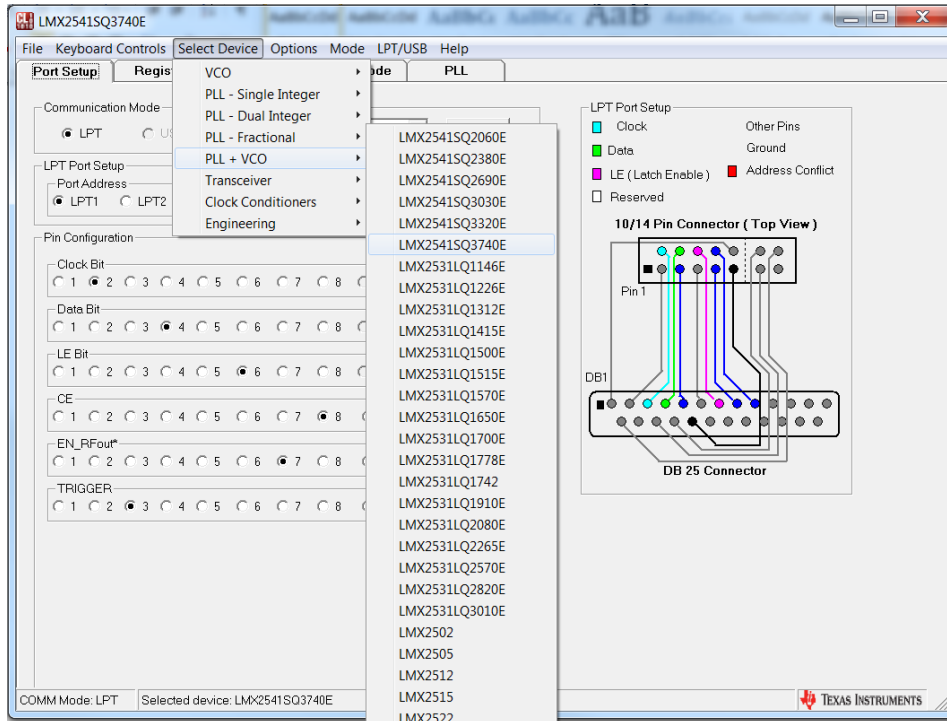 LMX2541SQ3740E
File Keyboard Controls Select Device Options Mode LPT/USB Help
Port Setup Regis ode PLL
VCO
PLL - Single Integer
PLL - Dual Integer
PLL - Fractional
PLL + VCO
Transceiver
Clock Conditioners
Engineering
LMX2541SQ2060E
LMX2541SQ2380E
LMX2541SQ2690E
LMX2541SQ3030E
LMX2541SQ3320E
LMX2541SQ3740E
LMX2531LQ1146E
LMX2531LQ1226E
LMX2531LQ1312E
LMX2531LQ1415E
LMX2531LQ1500E
LMX2531LQ1515E
LMX2531LQ1570E
LMX2531LQ1650E
LMX2531LQ1700E
LMX2531LQ1778E
LMX2531LQ1742
LMX2531LQ1910E
LMX2531LQ2080E
LMX2531LQ2265E
LMX2531LQ2570E
LMX2531LQ2820E
LMX2531LQ3010E
LMX2502
LMX2505
LMX2512
LMX2515
LMX2522
Communication Mode
LPT US
LPT Port Setup
Port Address
LPT1 LPT2
Pin Configuration
Clock Bit
1 2 3 4 5 6 7 8
Data Bit
1 2 3 4 5 6 7 8
LE Bit
1 2 3 4 5 6 7 8
CE
1 2 3 4 5 6 7 8
EN_RFout*
1 2 3 4 5 6 7 8
TRIGGER
1 2 3 4 5 6 7 8
LPT Port Setup
Clock Other Pins
Data Ground
LE ( Latch Enable ) Address Conflict
Reserved
10/14 Pin Connector ( Top View )
Pin 1
DB1
DB 25 Connector
COMM Mode: LPT Selected device: LMX2541SQ3740E TEXAS INSTRUMENTS